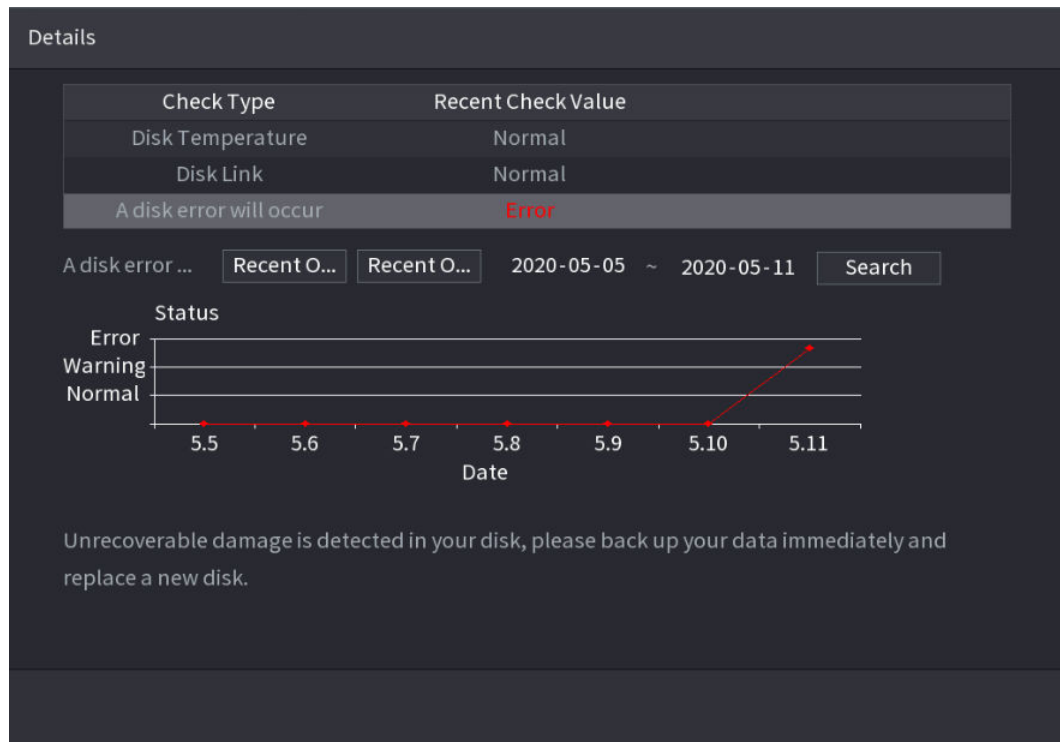 Details
Check Type Recent Check Value
Disk Temperature Normal
Disk Link Normal
A disk error will occur Error
A disk error ... Recent O... Recent O... 2020-05-05 ~ 2020-05-11 Search
Status
Error
Warning
Normal
5.5 5.6 5.7 5.8 5.9 5.10 5.11
Date
Unrecoverable damage is detected in your disk, please back up your data immediately and
replace a new disk.